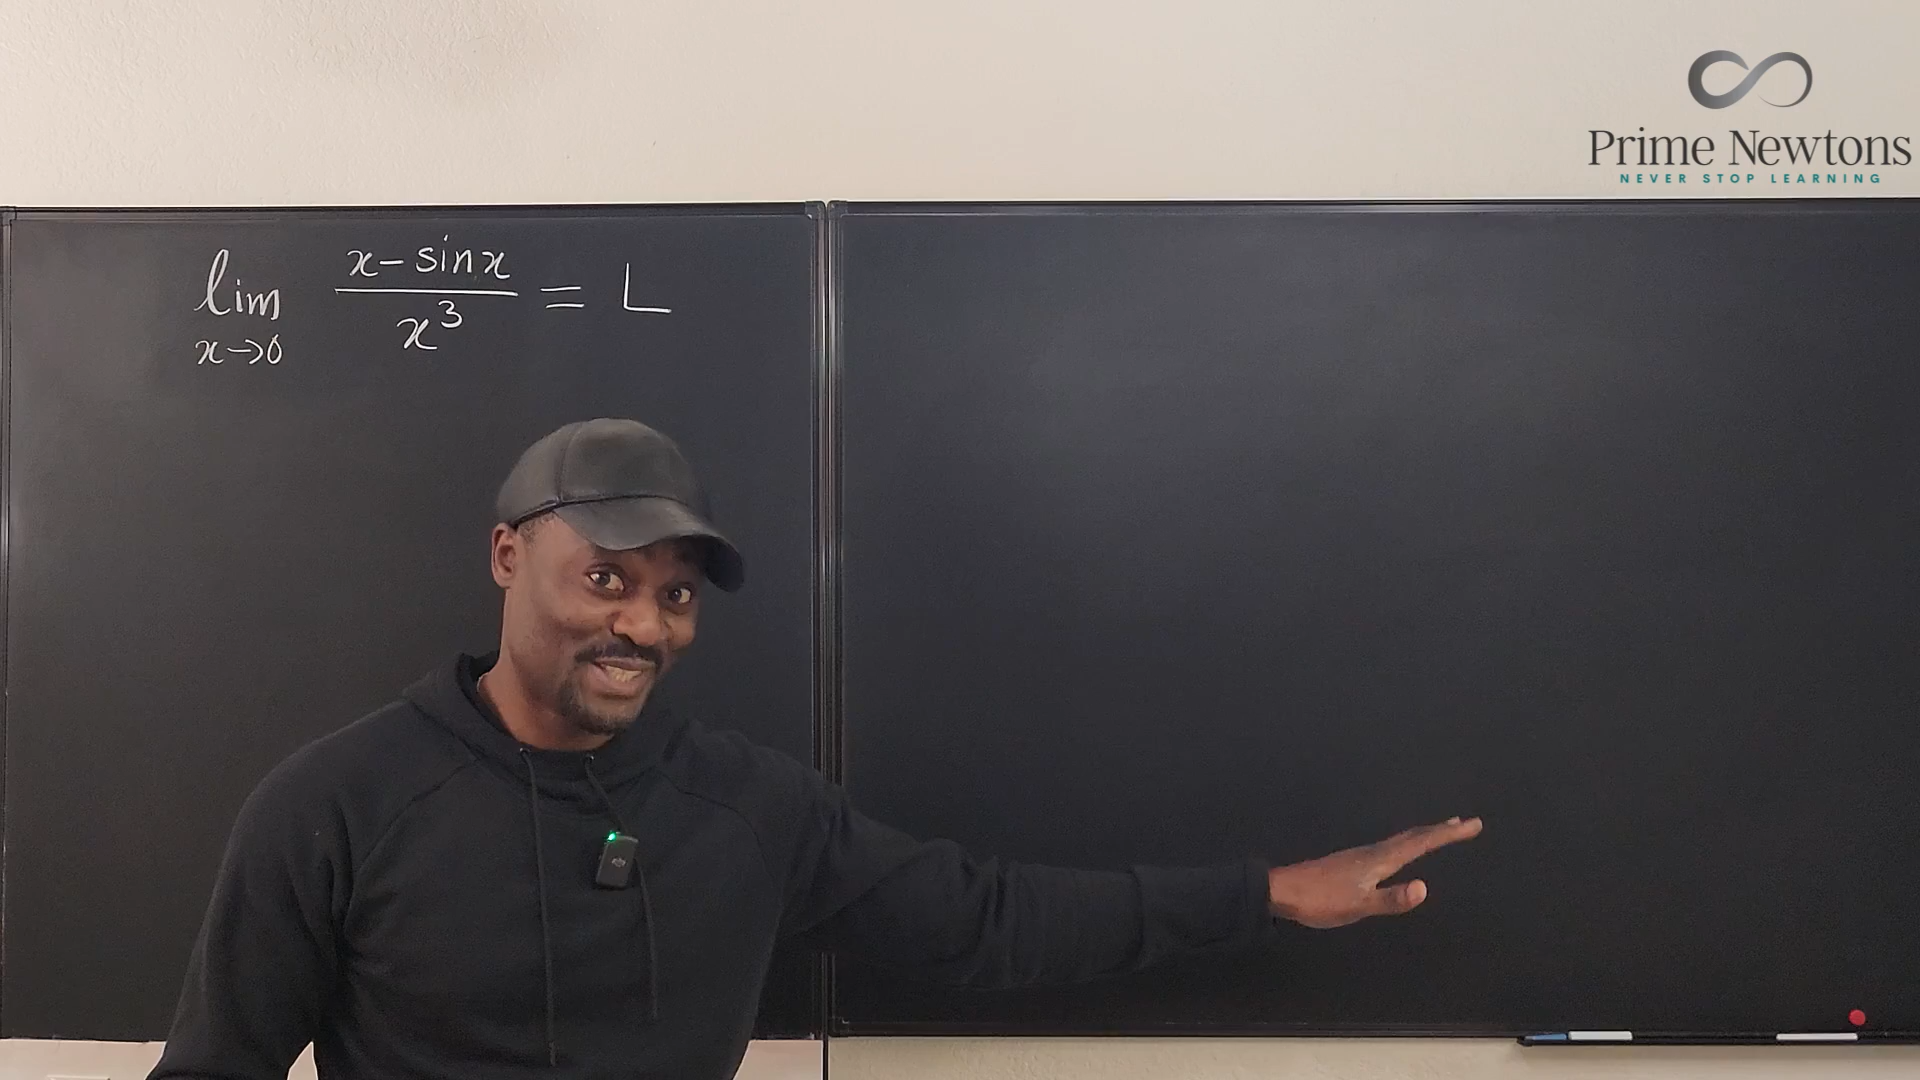 Prime Newtons
NEVER STOP LEARNING
lim x→0 (x - sin x)/x³ = L